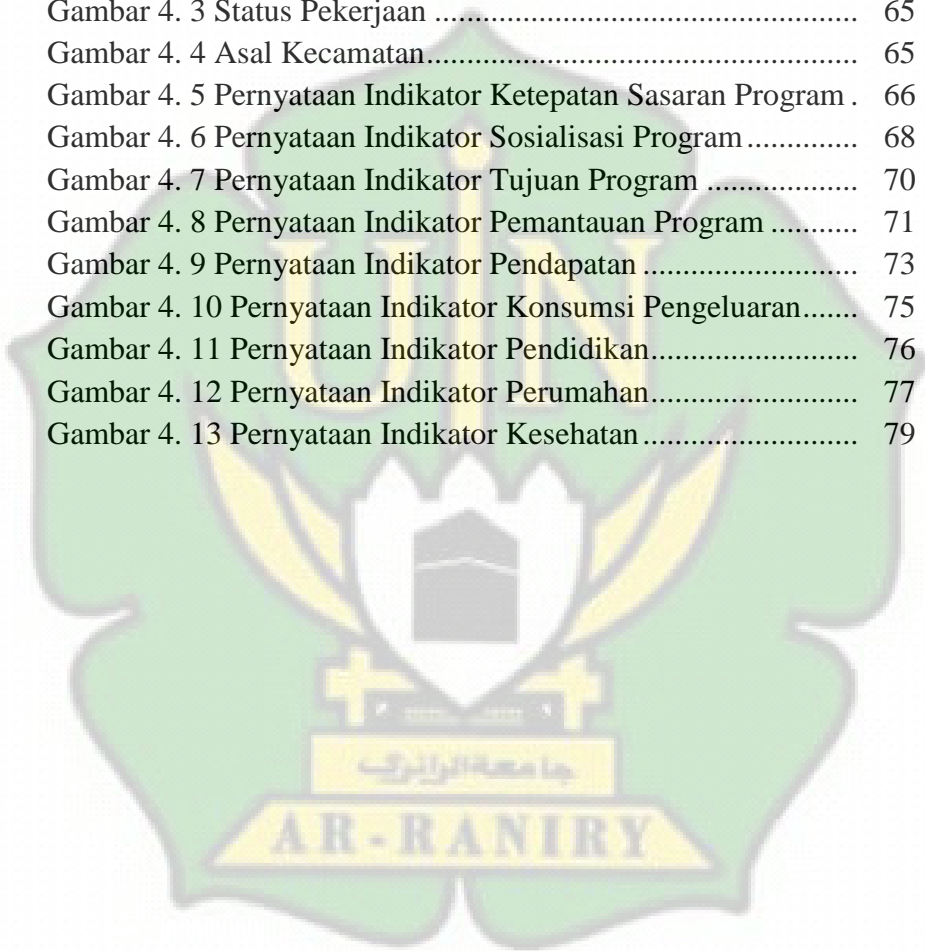 Gambar 4. 3 Status Pekerjaan ..................................................... 65
Gambar 4. 4 Asal Kecamatan...................................................... 65
Gambar 4. 5 Pernyataan Indikator Ketepatan Sasaran Program . 66
Gambar 4. 6 Pernyataan Indikator Sosialisasi Program.............. 68
Gambar 4. 7 Pernyataan Indikator Tujuan Program ................... 70
Gambar 4. 8 Pernyataan Indikator Pemantauan Program ........... 71
Gambar 4. 9 Pernyataan Indikator Pendapatan ........................... 73
Gambar 4. 10 Pernyataan Indikator Konsumsi Pengeluaran....... 75
Gambar 4. 11 Pernyataan Indikator Pendidikan.......................... 76
Gambar 4. 12 Pernyataan Indikator Perumahan.......................... 77
Gambar 4. 13 Pernyataan Indikator Kesehatan........................... 79
UIN
جامعة الرانري
AR-RANIRY